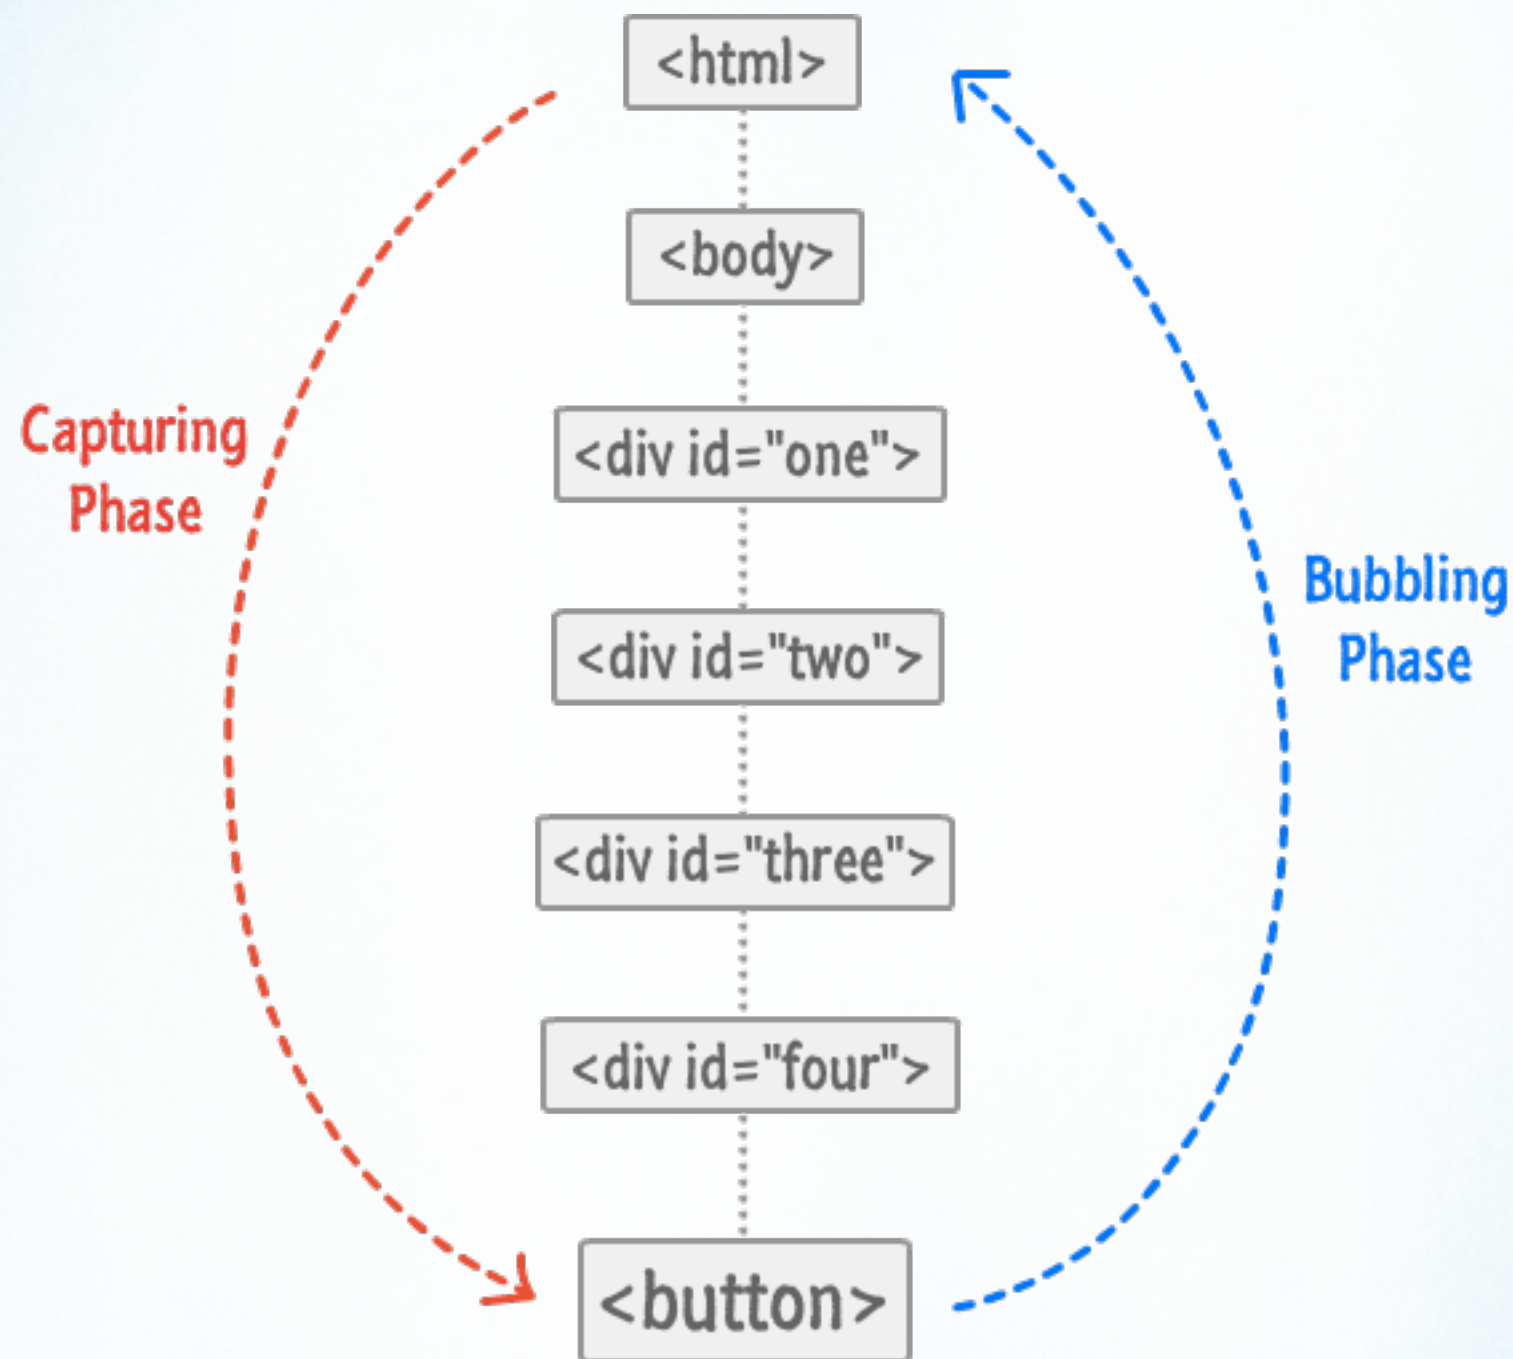 <html>
<body>
Capturing
Phase
<div id="one">
Bubbling
Phase
<div id="two">
<div id="three">
<div id="four">
<button>